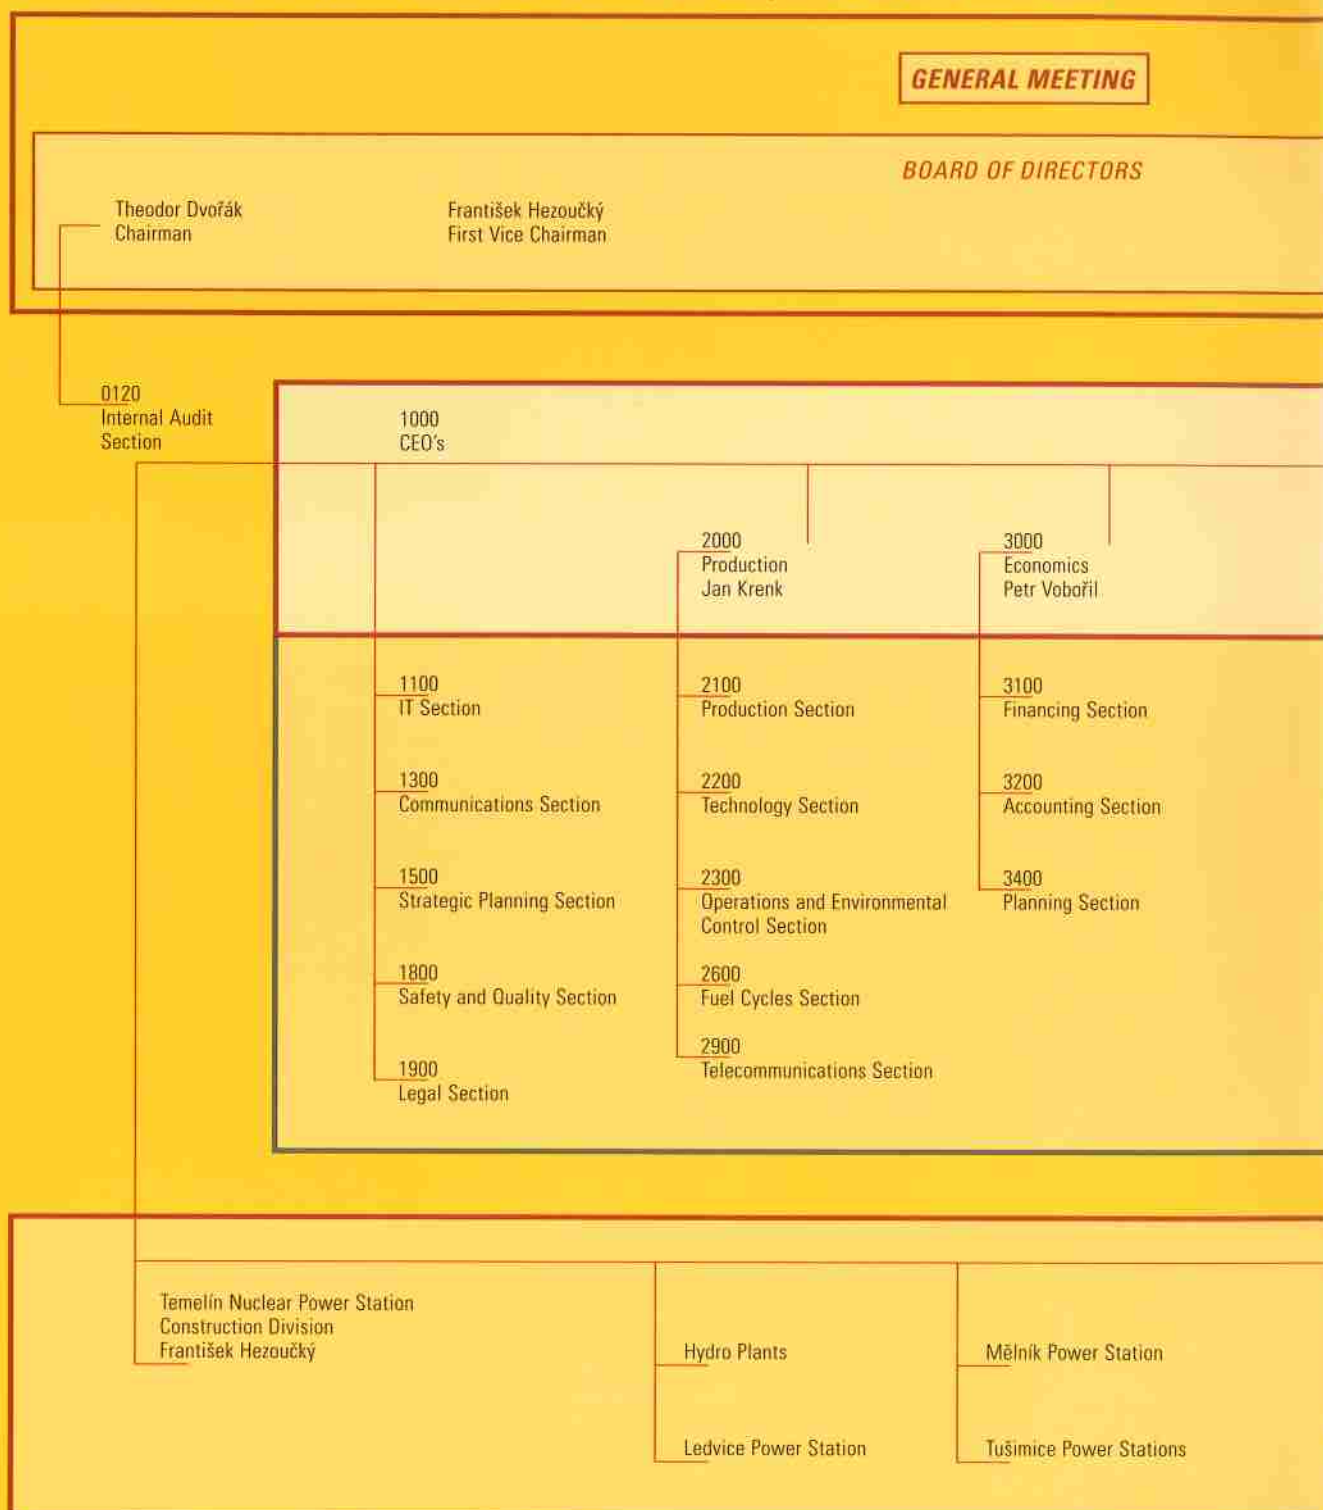 GENERAL MEETING
BOARD OF DIRECTORS
Theodor Dvořák
Chairman
František Hezoučký
First Vice Chairman
0120
Internal Audit
Section
1000
CEO's
2000
Production
Jan Krenk
3000
Economics
Petr Vobořil
1100
IT Section
1300
Communications Section
1500
Strategic Planning Section
1800
Safety and Quality Section
1900
Legal Section
2100
Production Section
2200
Technology Section
2300
Operations and Environmental
Control Section
2600
Fuel Cycles Section
2900
Telecommunications Section
3100
Financing Section
3200
Accounting Section
3400
Planning Section
Temelín Nuclear Power Station
Construction Division
František Hezoučký
Hydro Plants
Ledvice Power Station
Mělník Power Station
Tušimice Power Stations